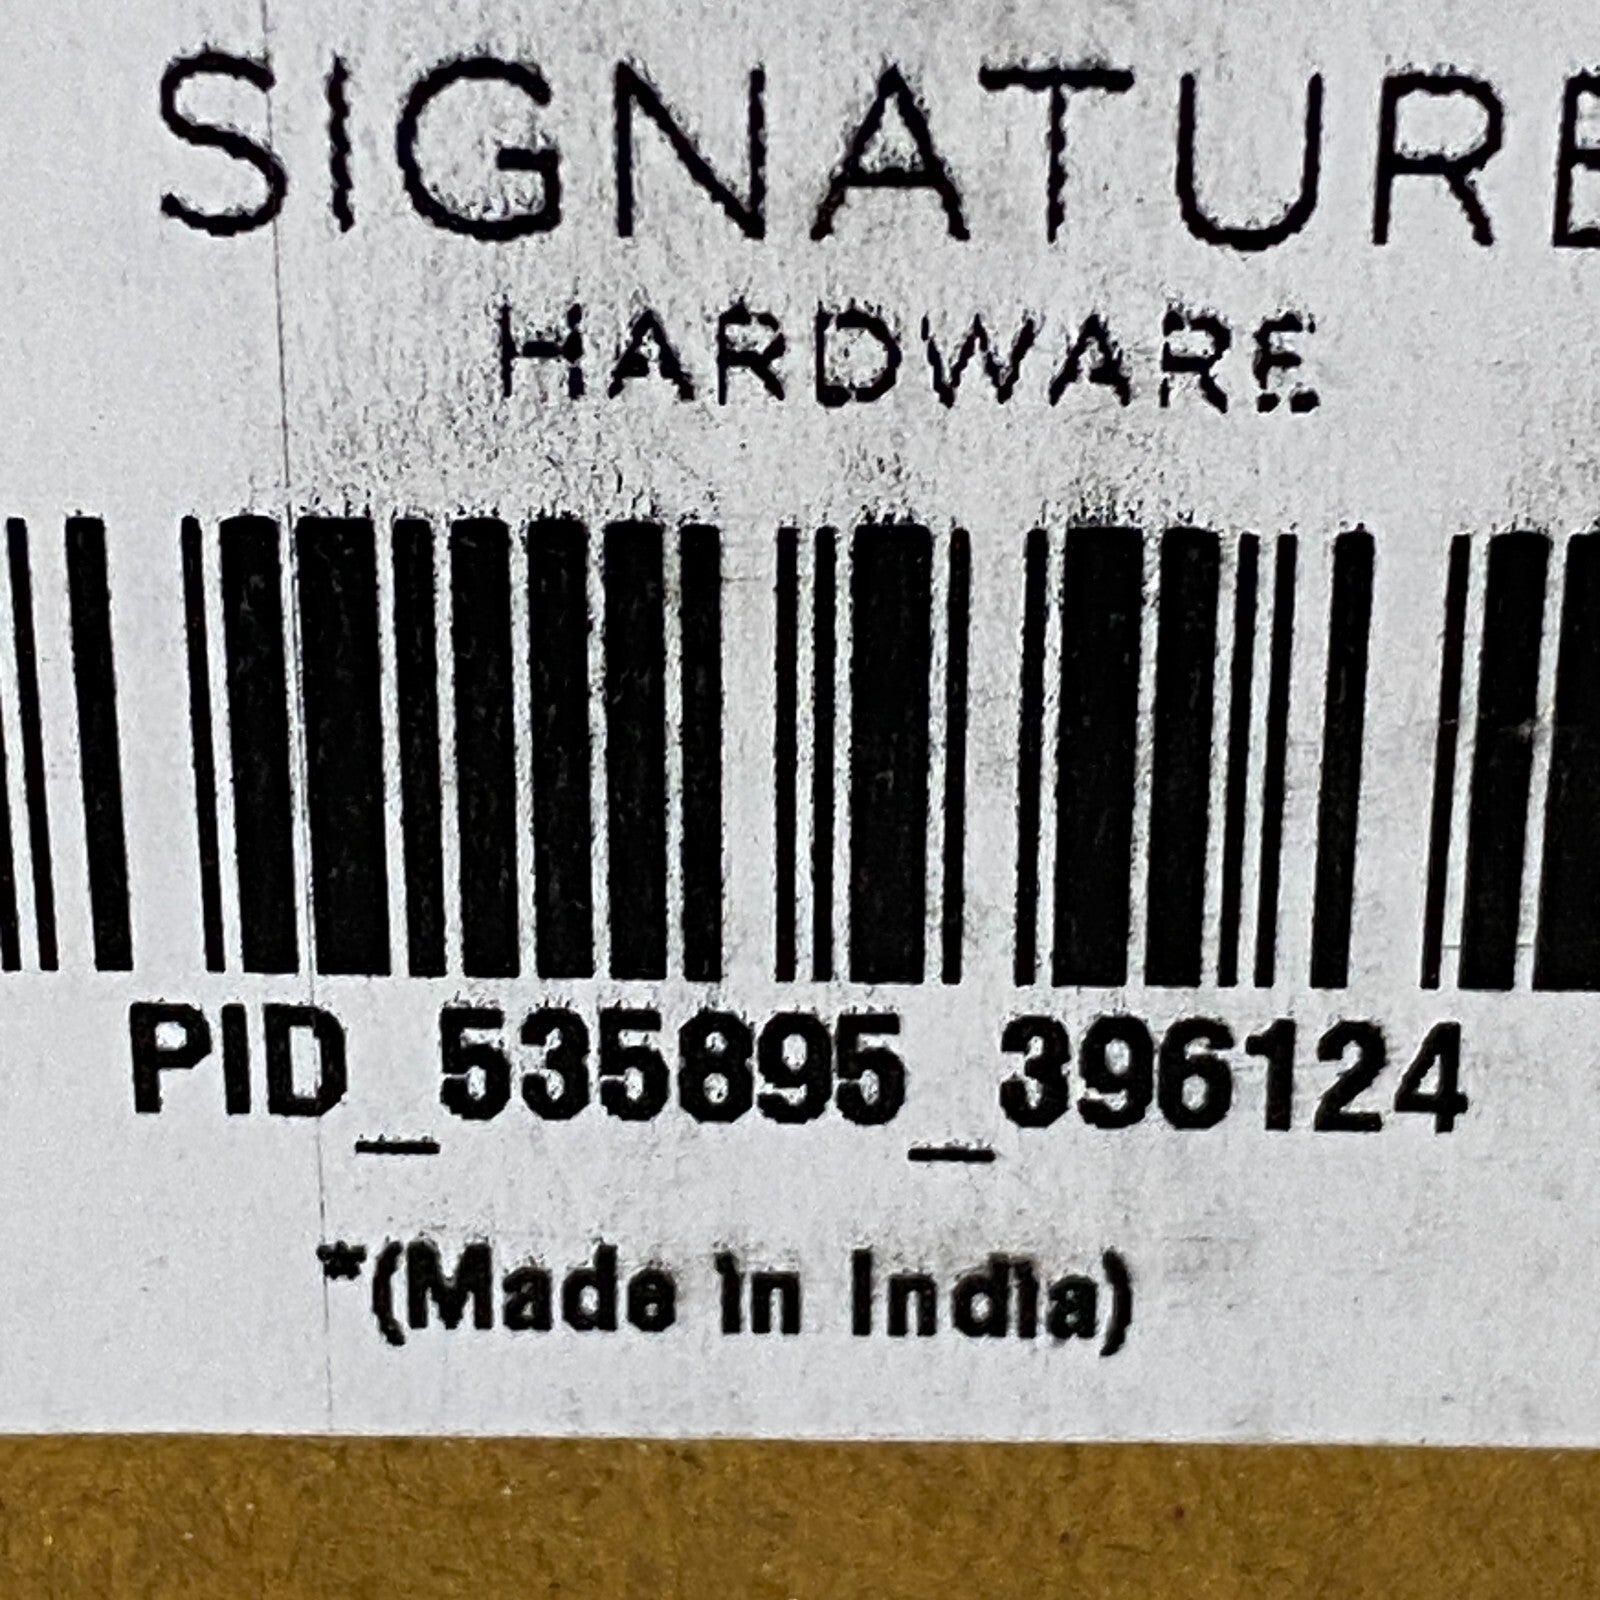 SIGNATURE
HARDWARE
PID_535895_396124
*(Made in India)